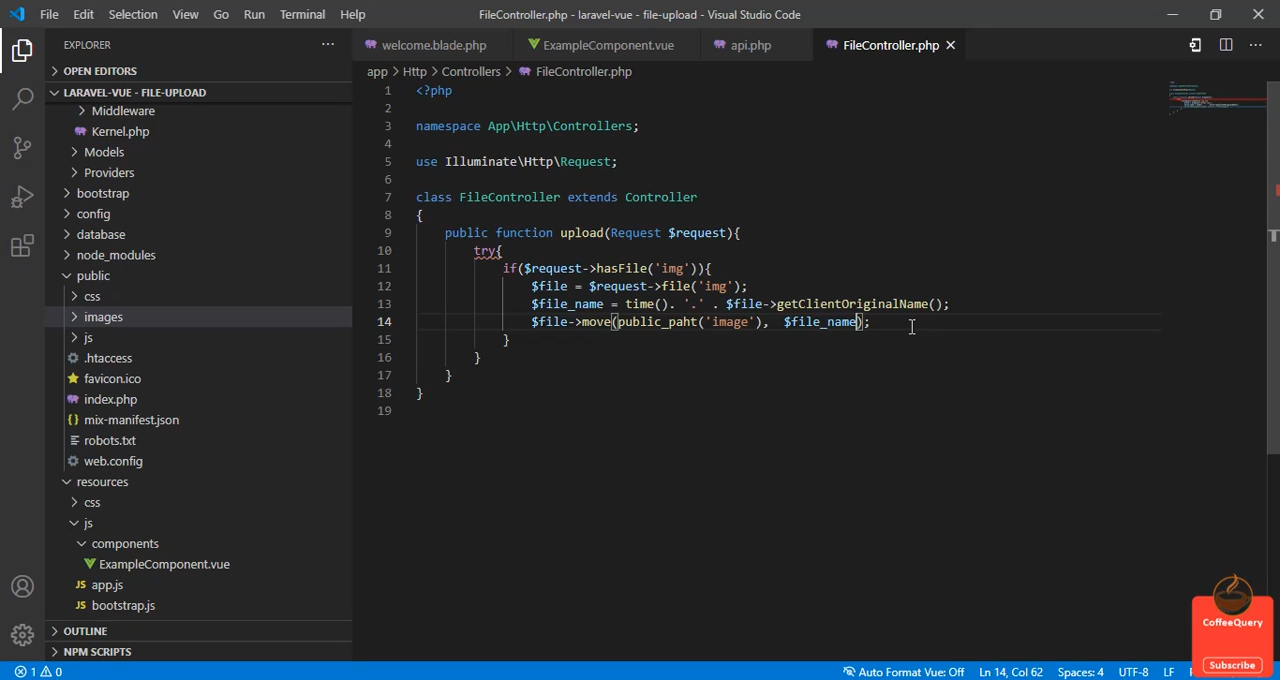 File Edit Selection View Go Run Terminal Help
FileController.php - laravel-vue - file-upload - Visual Studio Code
EXPLORER
OPEN EDITORS
LARAVEL-VUE - FILE-UPLOAD
Middleware
Kernel.php
Models
Providers
bootstrap
config
database
node_modules
public
css
images
js
.htaccess
favicon.ico
index.php
mix-manifest.json
robots.txt
web.config
resources
css
js
components
ExampleComponent.vue
app.js
bootstrap.js
OUTLINE
NPM SCRIPTS
welcome.blade.php ExampleComponent.vue api.php FileController.php
app > Http > Controllers > FileController.php
1 <?php
2
3 namespace App\Http\Controllers;
4
5 use Illuminate\Http\Request;
6
7 class FileController extends Controller
8 {
9 public function upload(Request $request){
10 try{
11 if($request->hasFile('img')){
12 $file = $request->file('img');
13 $file_name = time(). '.' . $file->getClientOriginalName();
14 $file->move(public_paht('image'),  $file_name);
15 }
16 }
17 }
18 }
19
CoffeeQuery
Subscribe
1 0
Auto Format Vue: Off Ln 14, Col 62 Spaces: 4 UTF-8 LF